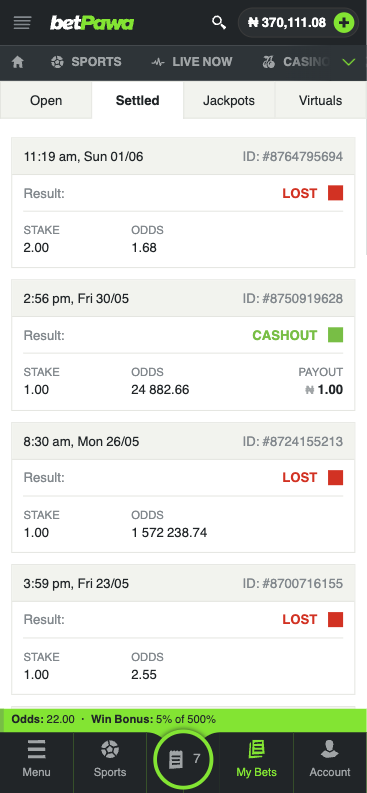 betPawa
₦ 370,111.08
SPORTS LIVE NOW CASINO
Open Settled Jackpots Virtuals
11:19 am, Sun 01/06 ID: #8764795694
Result: LOST
STAKE ODDS
2.00 1.68
2:56 pm, Fri 30/05 ID: #8750919628
Result: CASHOUT
STAKE ODDS PAYOUT
1.00 24 882.66 ₦ 1.00
8:30 am, Mon 26/05 ID: #8724155213
Result: LOST
STAKE ODDS
1.00 1 572 238.74
3:59 pm, Fri 23/05 ID: #8700716155
Result: LOST
STAKE ODDS
1.00 2.55
Odds: 22.00 · Win Bonus: 5% of 500%
7
Menu Sports My Bets Account